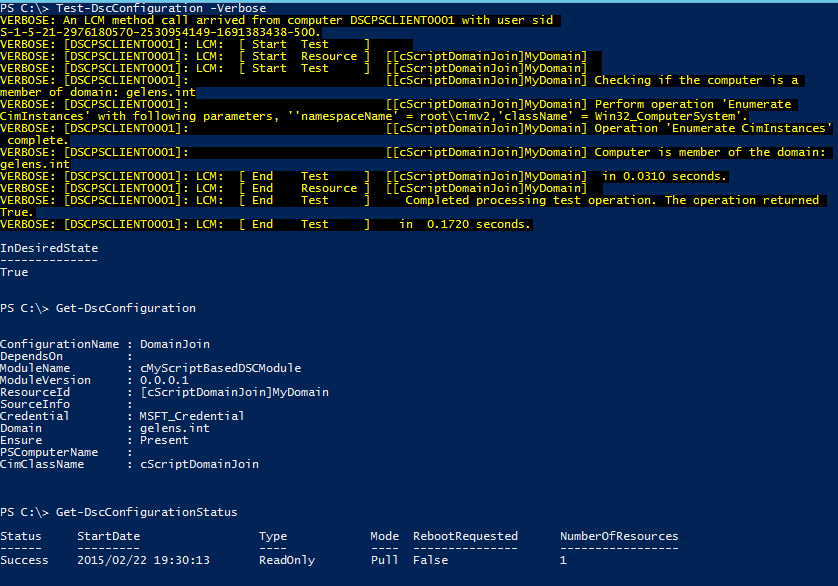 PS C:\> Test-DscConfiguration -Verbose
VERBOSE: An LCM method call arrived from computer DSCPSCLIENT0001 with user sid
S-1-5-21-2976180570-2530954149-1691383438-500.
VERBOSE: [DSCPSCLIENT0001]: LCM:  [ Start  Test     ]
VERBOSE: [DSCPSCLIENT0001]: LCM:  [ Start  Resource ]  [[cScriptDomainJoin]MyDomain]
VERBOSE: [DSCPSCLIENT0001]: LCM:  [ Start  Test     ]  [[cScriptDomainJoin]MyDomain]
VERBOSE: [DSCPSCLIENT0001]:                            [[cScriptDomainJoin]MyDomain] Checking if the computer is a
member of domain: gelens.int
VERBOSE: [DSCPSCLIENT0001]:                            [[cScriptDomainJoin]MyDomain] Perform operation 'Enumerate
CimInstances' with following parameters, ''namespaceName' = root\cimv2,'className' = Win32_ComputerSystem'.
VERBOSE: [DSCPSCLIENT0001]:                            [[cScriptDomainJoin]MyDomain] Operation 'Enumerate CimInstances'
complete.
VERBOSE: [DSCPSCLIENT0001]:                            [[cScriptDomainJoin]MyDomain] Computer is member of the domain:
gelens.int
VERBOSE: [DSCPSCLIENT0001]: LCM:  [ End    Test     ]  [[cScriptDomainJoin]MyDomain]  in 0.0310 seconds.
VERBOSE: [DSCPSCLIENT0001]: LCM:  [ End    Resource ]  [[cScriptDomainJoin]MyDomain]
VERBOSE: [DSCPSCLIENT0001]: LCM:  [ End    Test     ]     Completed processing test operation. The operation returned
True.
VERBOSE: [DSCPSCLIENT0001]: LCM:  [ End    Test     ]    in  0.1720 seconds.
InDesiredState
--------------
True
PS C:\> Get-DscConfiguration
ConfigurationName : DomainJoin
DependsOn         :
ModuleName        : cMyScriptBasedDSCModule
ModuleVersion     : 0.0.0.1
ResourceId        : [cScriptDomainJoin]MyDomain
SourceInfo        :
Credential        : MSFT_Credential
Domain            : gelens.int
Ensure            : Present
PSComputerName    :
CimClassName      : cScriptDomainJoin
PS C:\> Get-DscConfigurationStatus
Status     StartDate                 Type            Mode  RebootRequested      NumberOfResources
------     ---------                 ----            ----  ---------------      -----------------
Success    2015/02/22 19:30:13       ReadOnly        Pull  False                1